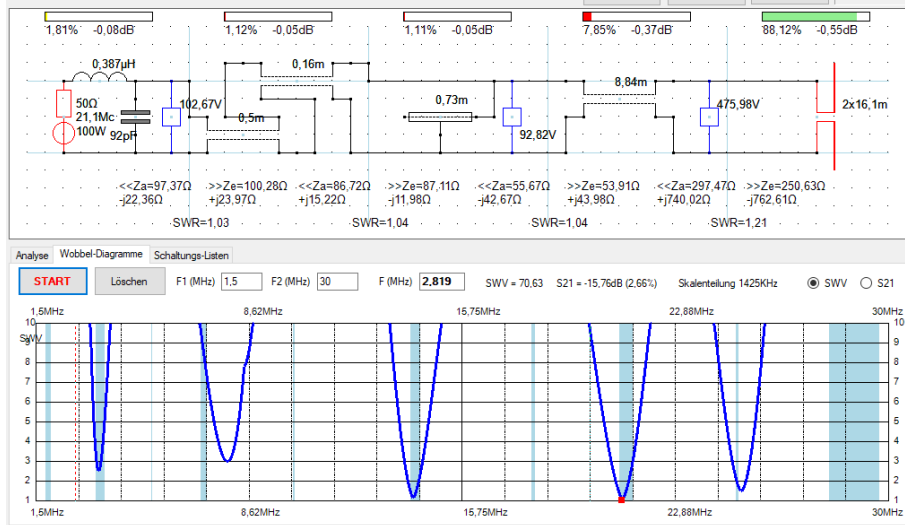 1,81% -0,08dB 1,12% -0,05dB 1,11% -0,05dB 7,85% -0,37dB 88,12% -0,55dB
0,387µH 0,16m 8,84m
50Ω 102,67V 0,73m 475,98V 2x16,1m
21,1Mc 0,5m
100W 92pF 92,82V
<<Za=97,37Ω >>Ze=100,28Ω <<Za=86,72Ω >>Ze=87,11Ω <<Za=55,67Ω >>Ze=53,91Ω <<Za=297,47Ω >>Ze=250,63Ω
-j22,36Ω +j23,97Ω +j15,22Ω -j11,98Ω -j42,67Ω +j43,98Ω +j740,02Ω -j762,61Ω
SWR=1,03 SWR=1,04 SWR=1,04 SWR=1,21
Analyse Wobbel-Diagramme Schaltungs-Listen
START Löschen F1 (MHz) 1,5 F2 (MHz) 30 F (MHz) 2,819 SWV = 70,63 S21 = -15,76dB (2,66%) Skalenteilung 1425KHz SWV S21
1,5MHz 8,62MHz 15,75MHz 22,88MHz 30MHz
10 10
SWV
9 9
8 8
7 7
6 6
5 5
4 4
3 3
2 2
1 1
1,5MHz 8,62MHz 15,75MHz 22,88MHz 30MHz